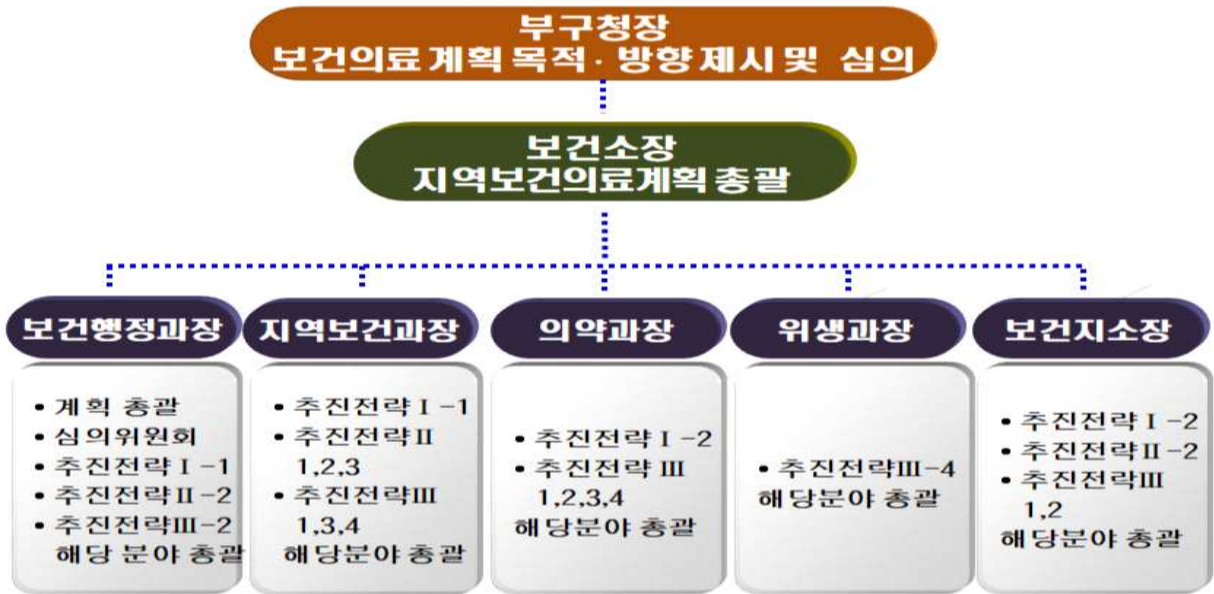 부구청장
보건의료 계획 목적· 방향 제시 및 심의
보건소장
지역보건의료계획 총괄
보건행정과장
• 계획 총괄
• 심의위원회
• 추진전략Ⅰ-1
• 추진전략Ⅱ-2
• 추진전략Ⅲ-2
해당 분야 총괄
지역보건과장
• 추진전략Ⅰ-1
• 추진전략Ⅱ
1,2,3
• 추진전략Ⅲ
1,3,4
해당분야 총괄
의약과장
• 추진전략Ⅰ-2
• 추진전략 Ⅲ
1,2,3,4
해당분야 총괄
위생과장
• 추진전략Ⅲ-4
해당분야 총괄
보건지소장
• 추진전략Ⅰ-2
• 추진전략Ⅱ-2
• 추진전략Ⅲ
1,2
해당분야 총괄